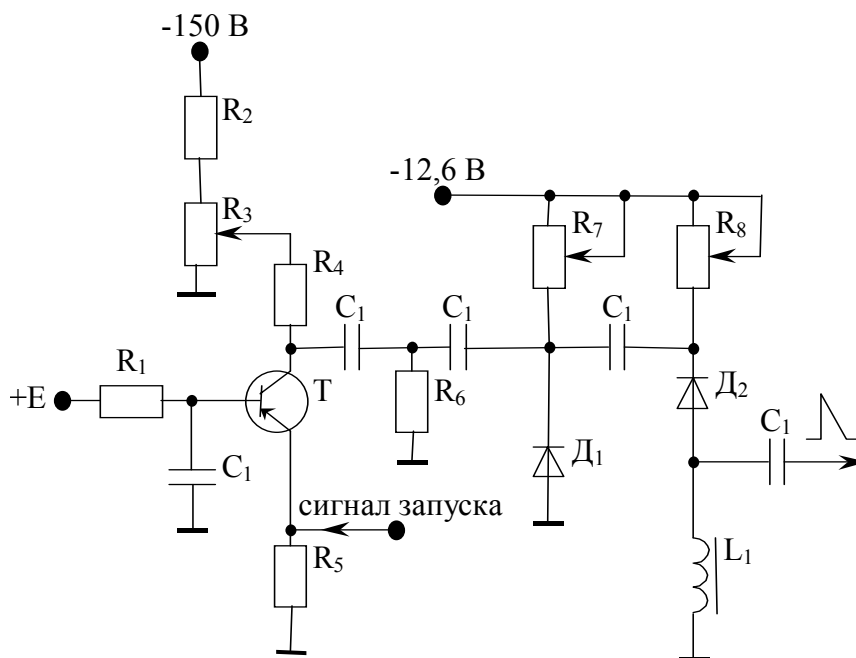 -150 В
R2
-12,6 В
R3
R7
R8
R4
C1
C1
C1
R1
+E
T
R6
Д2
C1
C1
Д1
сигнал запуска
R5
L1